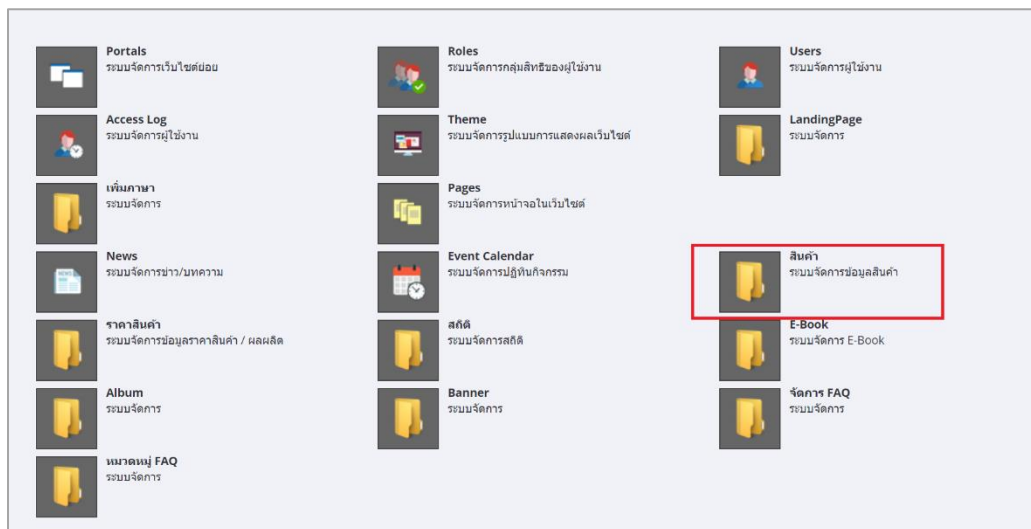 Portals
ระบบจัดการเว็บไซต์ย่อย
Roles
ระบบจัดการกลุ่มสิทธิของผู้ใช้งาน
Users
ระบบจัดการผู้ใช้งาน
Access Log
ระบบจัดการผู้ใช้งาน
Theme
ระบบจัดการรูปแบบการแสดงผลเว็บไซต์
LandingPage
ระบบจัดการ
เพิ่มภาษา
ระบบจัดการ
Pages
ระบบจัดการหน้าจอในเว็บไซต์
NEWS
News
ระบบจัดการข่าว/บทความ
Event Calendar
ระบบจัดการปฏิทินกิจกรรม
สินค้า
ระบบจัดการข้อมูลสินค้า
ราคาสินค้า
ระบบจัดการข้อมูลราคาสินค้า / ผลผลิต
สถิติ
ระบบจัดการสถิติ
E-Book
ระบบจัดการ E-Book
Album
ระบบจัดการ
Banner
ระบบจัดการ
จัดการ FAQ
ระบบจัดการ
หมวดหมู่ FAQ
ระบบจัดการ